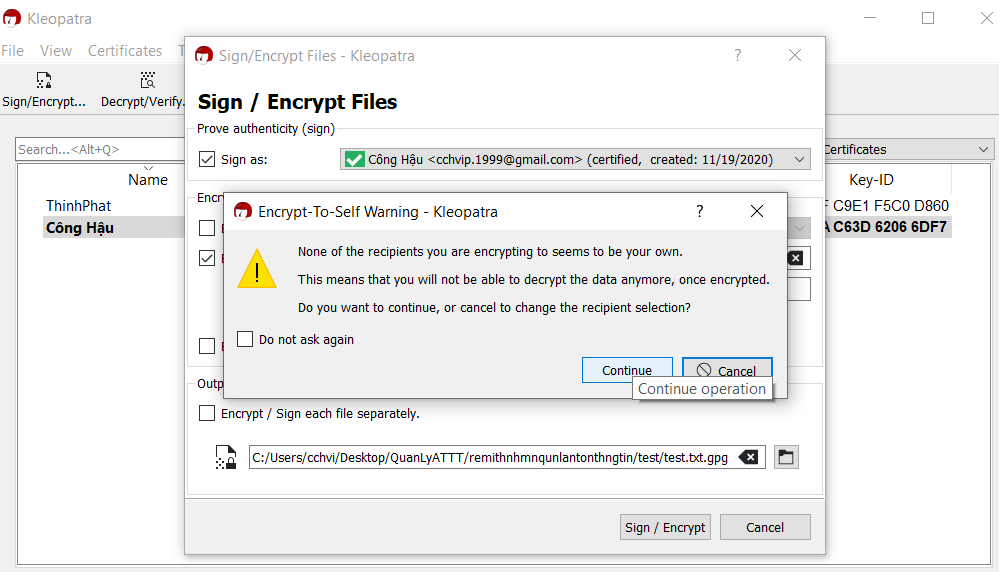 Kleopatra
File View Certificates
Sign/Encrypt Files - Kleopatra
?
Sign/Encrypt... Decrypt/Verify...
Sign / Encrypt Files
Prove authenticity (sign)
Search...<Alt+Q>
Sign as:
Công Hậu <cchvip.1999@gmail.com> (certified, created: 11/19/2020)
Certificates
Name
Key-ID
ThinhPhat
C9E1 F5C0 D860
Công Hậu
C63D 6206 6DF7
Encrypt-To-Self Warning - Kleopatra
?
None of the recipients you are encrypting to seems to be your own.
This means that you will not be able to decrypt the data anymore, once encrypted.
Do you want to continue, or cancel to change the recipient selection?
Do not ask again
Continue
Cancel
Continue operation
Encrypt / Sign each file separately.
C:/Users/cchvi/Desktop/QuanLyATTT/remithnhmnqunlantonthngtin/test/test.txt.gpg
Sign / Encrypt
Cancel